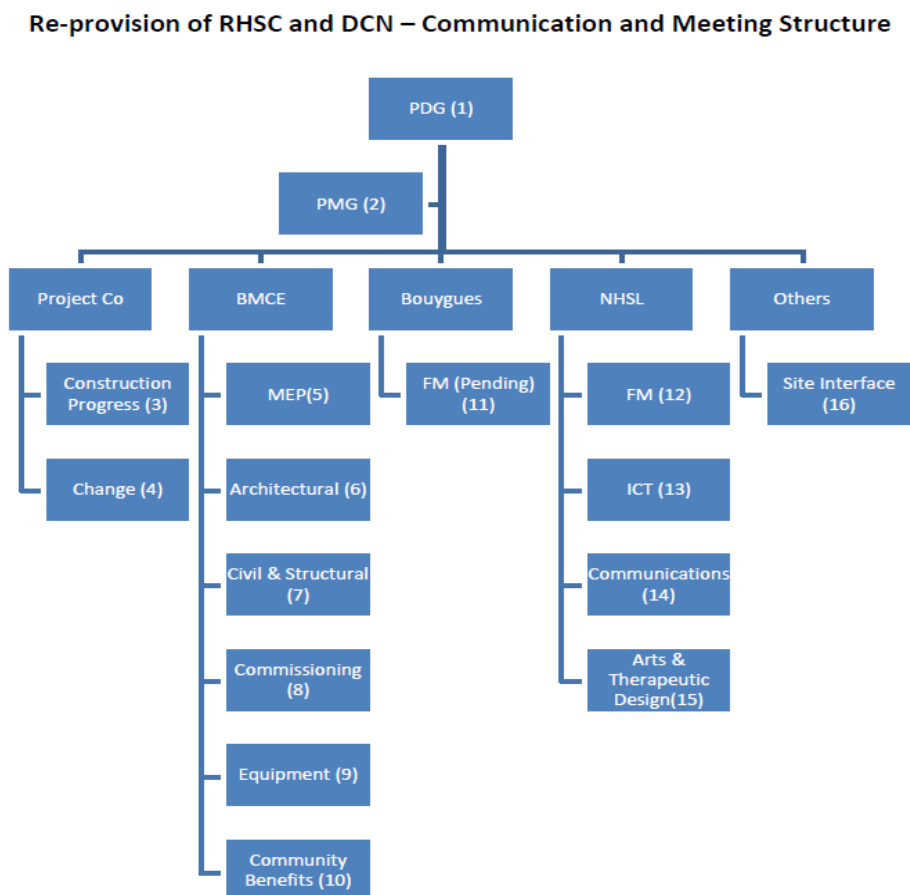 Re-provision of RHSC and DCN – Communication and Meeting Structure
PDG (1)
PMG (2)
Project Co
BMCE
Bouygues
NHSL
Others
Construction
Progress (3)
Change (4)
MEP(5)
Architectural (6)
Civil & Structural
(7)
Commissioning
(8)
Equipment (9)
Community
Benefits (10)
FM (Pending)
(11)
FM (12)
ICT (13)
Communications
(14)
Arts &
Therapeutic
Design(15)
Site Interface
(16)